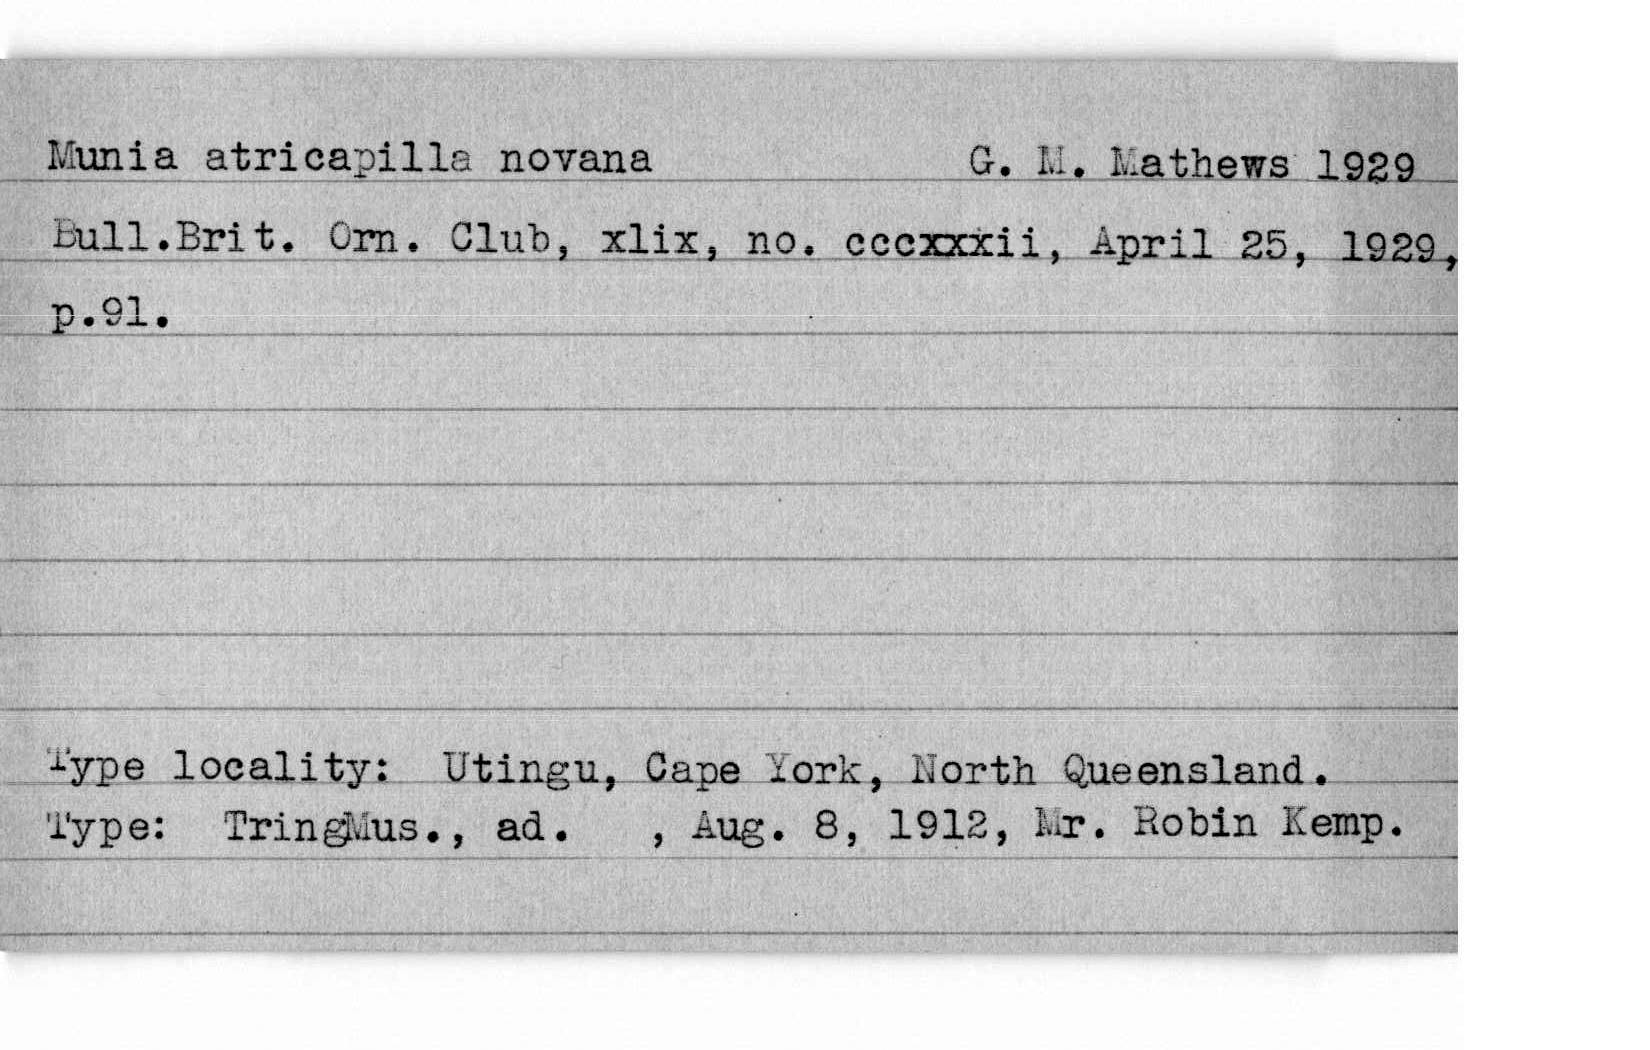 Munia atricapilla novana G. M. Mathews 1929
Bull.Brit. Orn. Club, xlix, no. cccxxxii, April 25, 1929,
p.91.
Type locality: Utingu, Cape York, North Queensland.
Type: TringMus., ad. , Aug. 8, 1912, Mr. Robin Kemp.